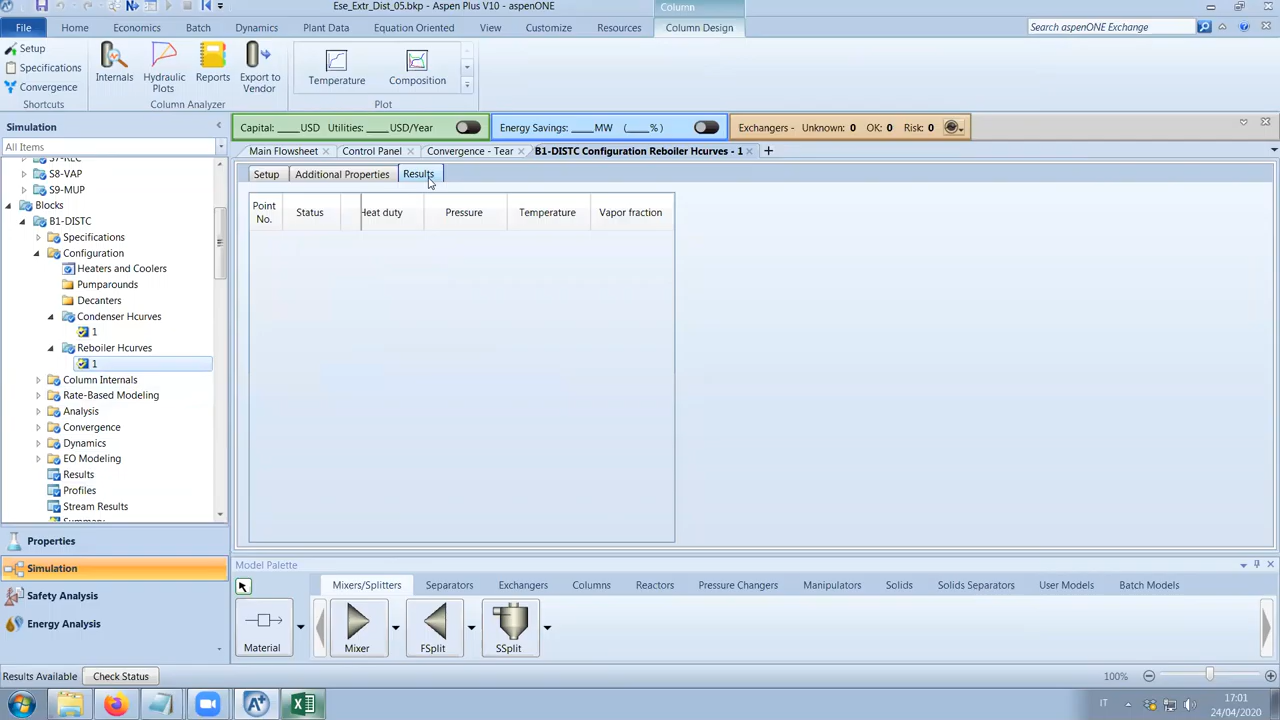 Ese_Extr_Dist_05.bkp - Aspen Plus V10 - aspenONE
Column
File Home Economics Batch Dynamics Plant Data Equation Oriented View Customize Resources Column Design
Search aspenONE Exchange
Setup
Specifications
Convergence
Internals
Hydraulic Plots
Reports
Export to Vendor
Temperature
Composition
Shortcuts
Column Analyzer
Plot
Simulation
Capital: ____USD Utilities: ____USD/Year
Energy Savings: ____MW (____%)
Exchangers - Unknown: 0 OK: 0 Risk: 0
All Items
Main Flowsheet
Control Panel
Convergence - Tear
B1-DISTC Configuration Reboiler Hcurves - 1
Setup
Additional Properties
Results
Point No.
Status
Heat duty
Pressure
Temperature
Vapor fraction
S7-REC
S8-VAP
S9-MUP
Blocks
B1-DISTC
Specifications
Configuration
Heaters and Coolers
Pumparounds
Decanters
Condenser Hcurves
1
Reboiler Hcurves
1
Column Internals
Rate-Based Modeling
Analysis
Convergence
Dynamics
EO Modeling
Results
Profiles
Stream Results
Summary
Properties
Simulation
Safety Analysis
Energy Analysis
Model Palette
Mixers/Splitters Separators Exchangers Columns Reactors Pressure Changers Manipulators Solids Solids Separators User Models Batch Models
Material
Mixer
FSplit
SSplit
Results Available
Check Status
100%
IT
17:01
24/04/2020